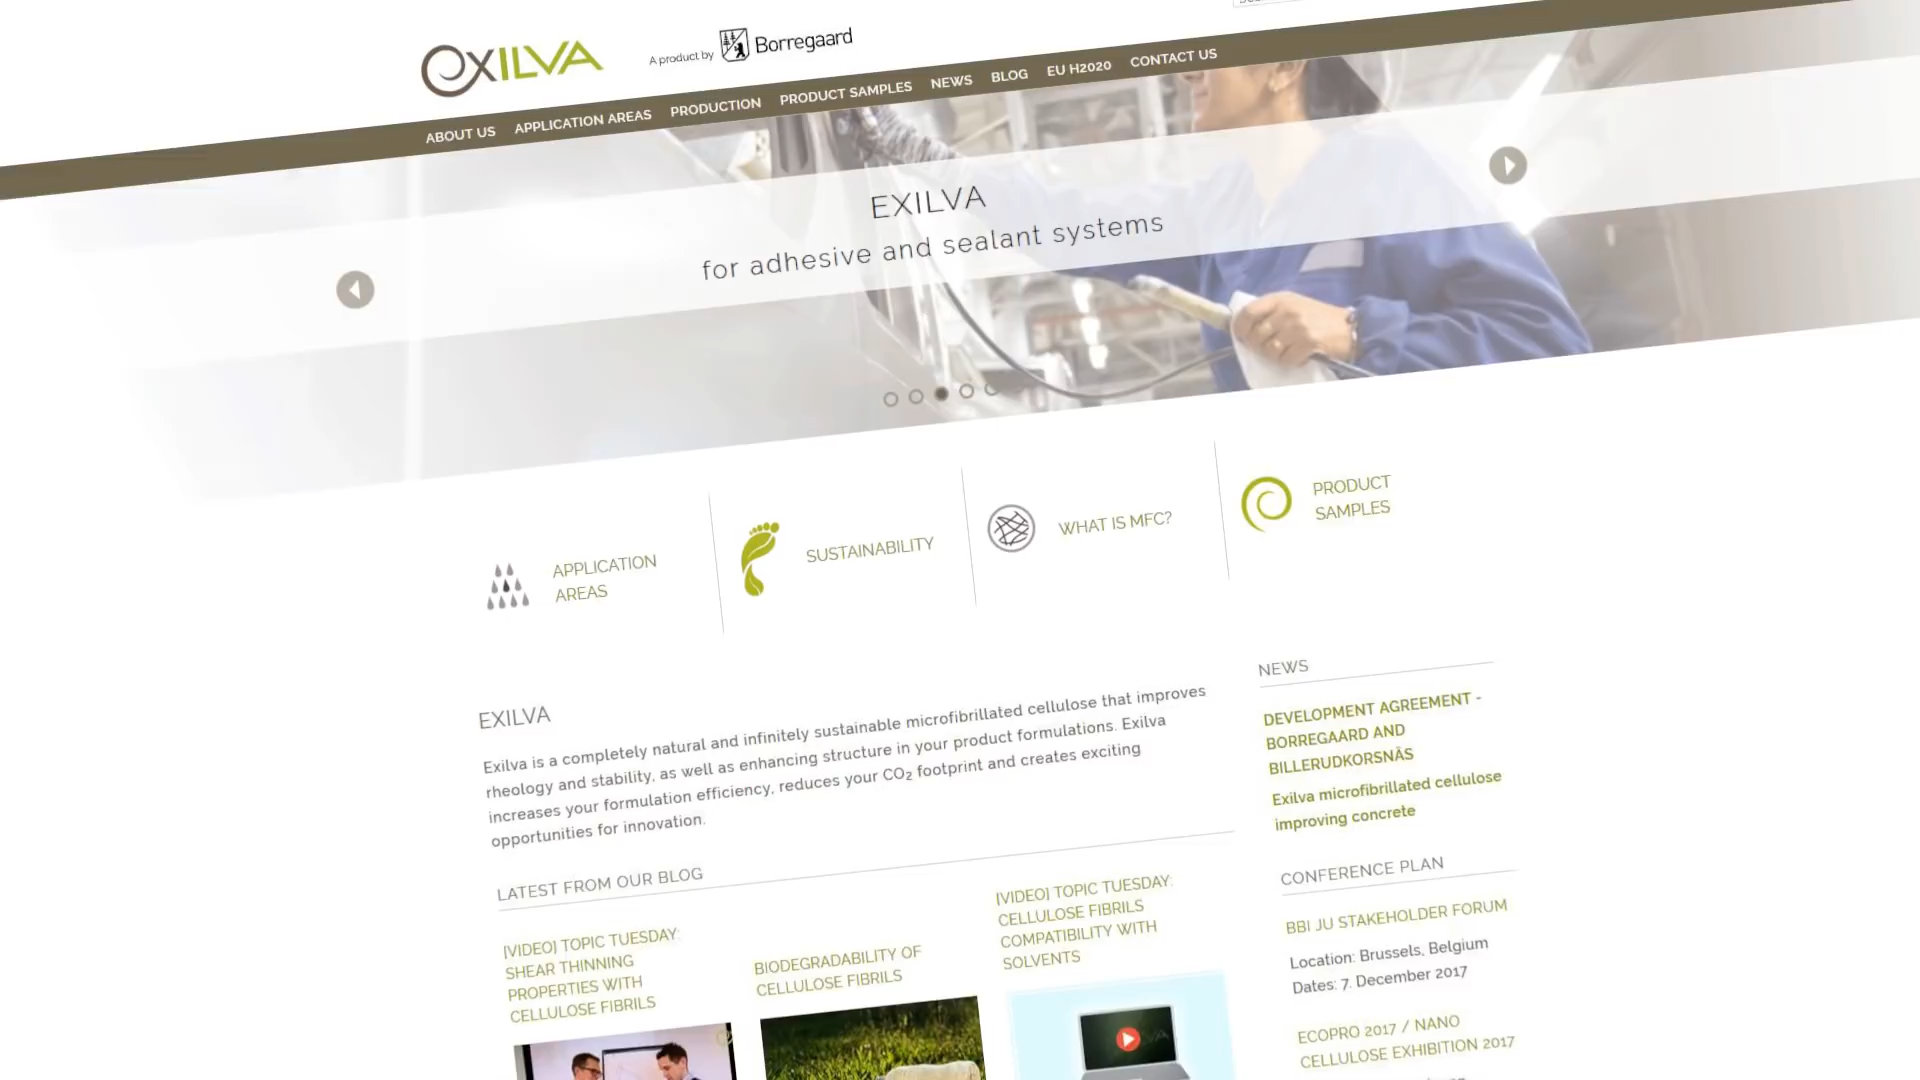 EXILVA
A product by Borregaard
ABOUT US APPLICATION AREAS PRODUCTION PRODUCT SAMPLES NEWS BLOG EU H2020 CONTACT US
EXILVA
for adhesive and sealant systems
APPLICATION
AREAS
SUSTAINABILITY
WHAT IS MFC?
PRODUCT
SAMPLES
EXILVA
Exilva is a completely natural and infinitely sustainable microfibrillated cellulose that improves
rheology and stability, as well as enhancing structure in your product formulations. Exilva
increases your formulation efficiency, reduces your CO₂ footprint and creates exciting
opportunities for innovation.
LATEST FROM OUR BLOG
[VIDEO] TOPIC TUESDAY:
SHEAR THINNING
PROPERTIES WITH
CELLULOSE FIBRILS
BIODEGRADABILITY OF
CELLULOSE FIBRILS
[VIDEO] TOPIC TUESDAY:
CELLULOSE FIBRILS
COMPATIBILITY WITH
SOLVENTS
NEWS
DEVELOPMENT AGREEMENT -
BORREGAARD AND
BILLERUDKORSNÄS
Exilva microfibrillated cellulose
improving concrete
CONFERENCE PLAN
BBI JU STAKEHOLDER FORUM
Location: Brussels, Belgium
Dates: 7. December 2017
ECOPRO 2017 / NANO
CELLULOSE EXHIBITION 2017